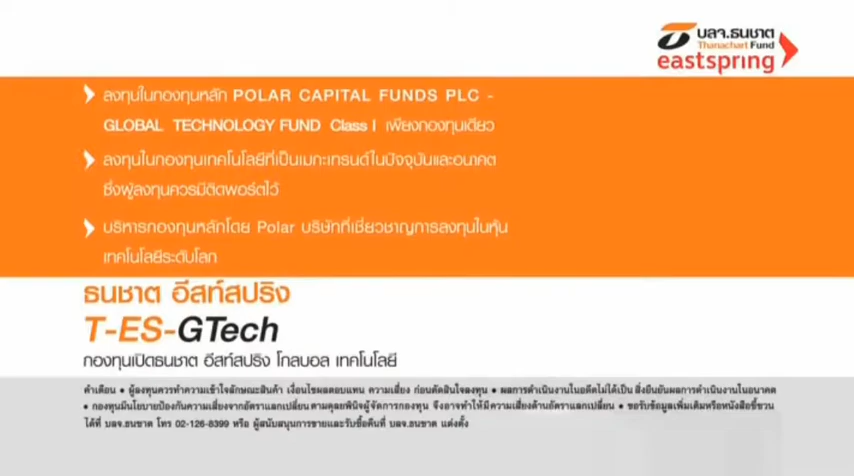 บลจ.ธนชาต
Thanachart Fund
eastspring
ลงทุนในกองทุนหลัก POLAR CAPITAL FUNDS PLC -
GLOBAL TECHNOLOGY FUND Class I เพียงกองทุนเดียว
ลงทุนในกองทุนเทคโนโลยีที่เป็นเมกะเทรนด์ในปัจจุบันและอนาคต
ซึ่งผู้ลงทุนควรมีติดพอร์ตไว้
บริหารกองทุนหลักโดย Polar บริษัทที่เชี่ยวชาญการลงทุนในหุ้น
เทคโนโลยีระดับโลก
ธนชาต อีสท์สปริง
T-ES-GTech
กองทุนเปิดธนชาต อีสท์สปริง โกลบอล เทคโนโลยี
คำเตือน • ผู้ลงทุนควรทำความเข้าใจลักษณะสินค้า เงื่อนไขผลตอบแทน ความเสี่ยง ก่อนตัดสินใจลงทุน • ผลการดำเนินงานในอดีตไม่ได้เป็น สิ่งยืนยันผลการดำเนินงานในอนาคต
• กองทุนมีนโยบายป้องกันความเสี่ยงจากอัตราแลกเปลี่ยน ตามดุลยพินิจผู้จัดการกองทุน จึงอาจทำให้มีความเสี่ยงด้านอัตราแลกเปลี่ยน • ขอรับข้อมูลเพิ่มเติมหรือหนังสือชี้ชวน
ได้ที่ บลจ.ธนชาต โทร 02-126-8399 หรือ ผู้สนับสนุนการขายและรับซื้อคืนที่ บลจ.ธนชาต แต่งตั้ง